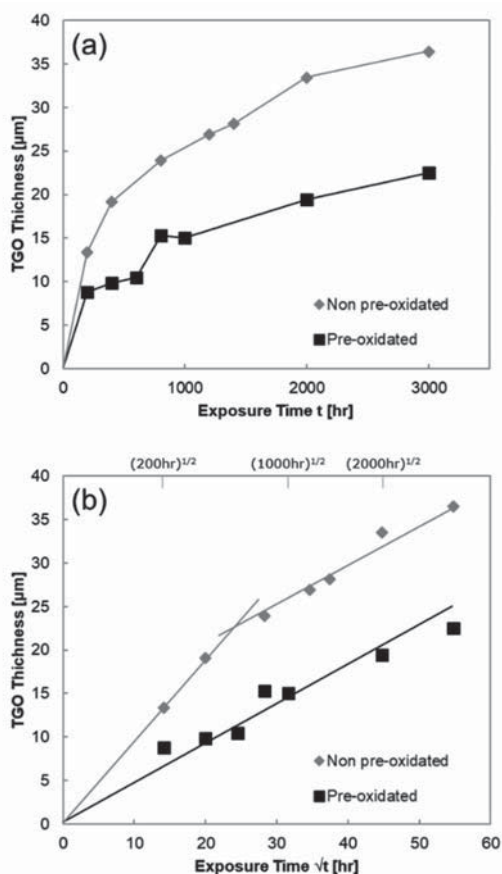 (a)
40
35
30
25
20
15
10
5
0
TGO Thichness [μm]
Non pre-oxidated
Pre-oxidated
0 1000 2000 3000
Exposure Time t [hr]
(200hr)1/2 (1000hr)1/2 (2000hr)1/2
(b)
40
35
30
25
20
15
10
5
0
TGO Thichness [μm]
Non pre-oxidated
Pre-oxidated
0 10 20 30 40 50 60
Exposure Time √t [hr]